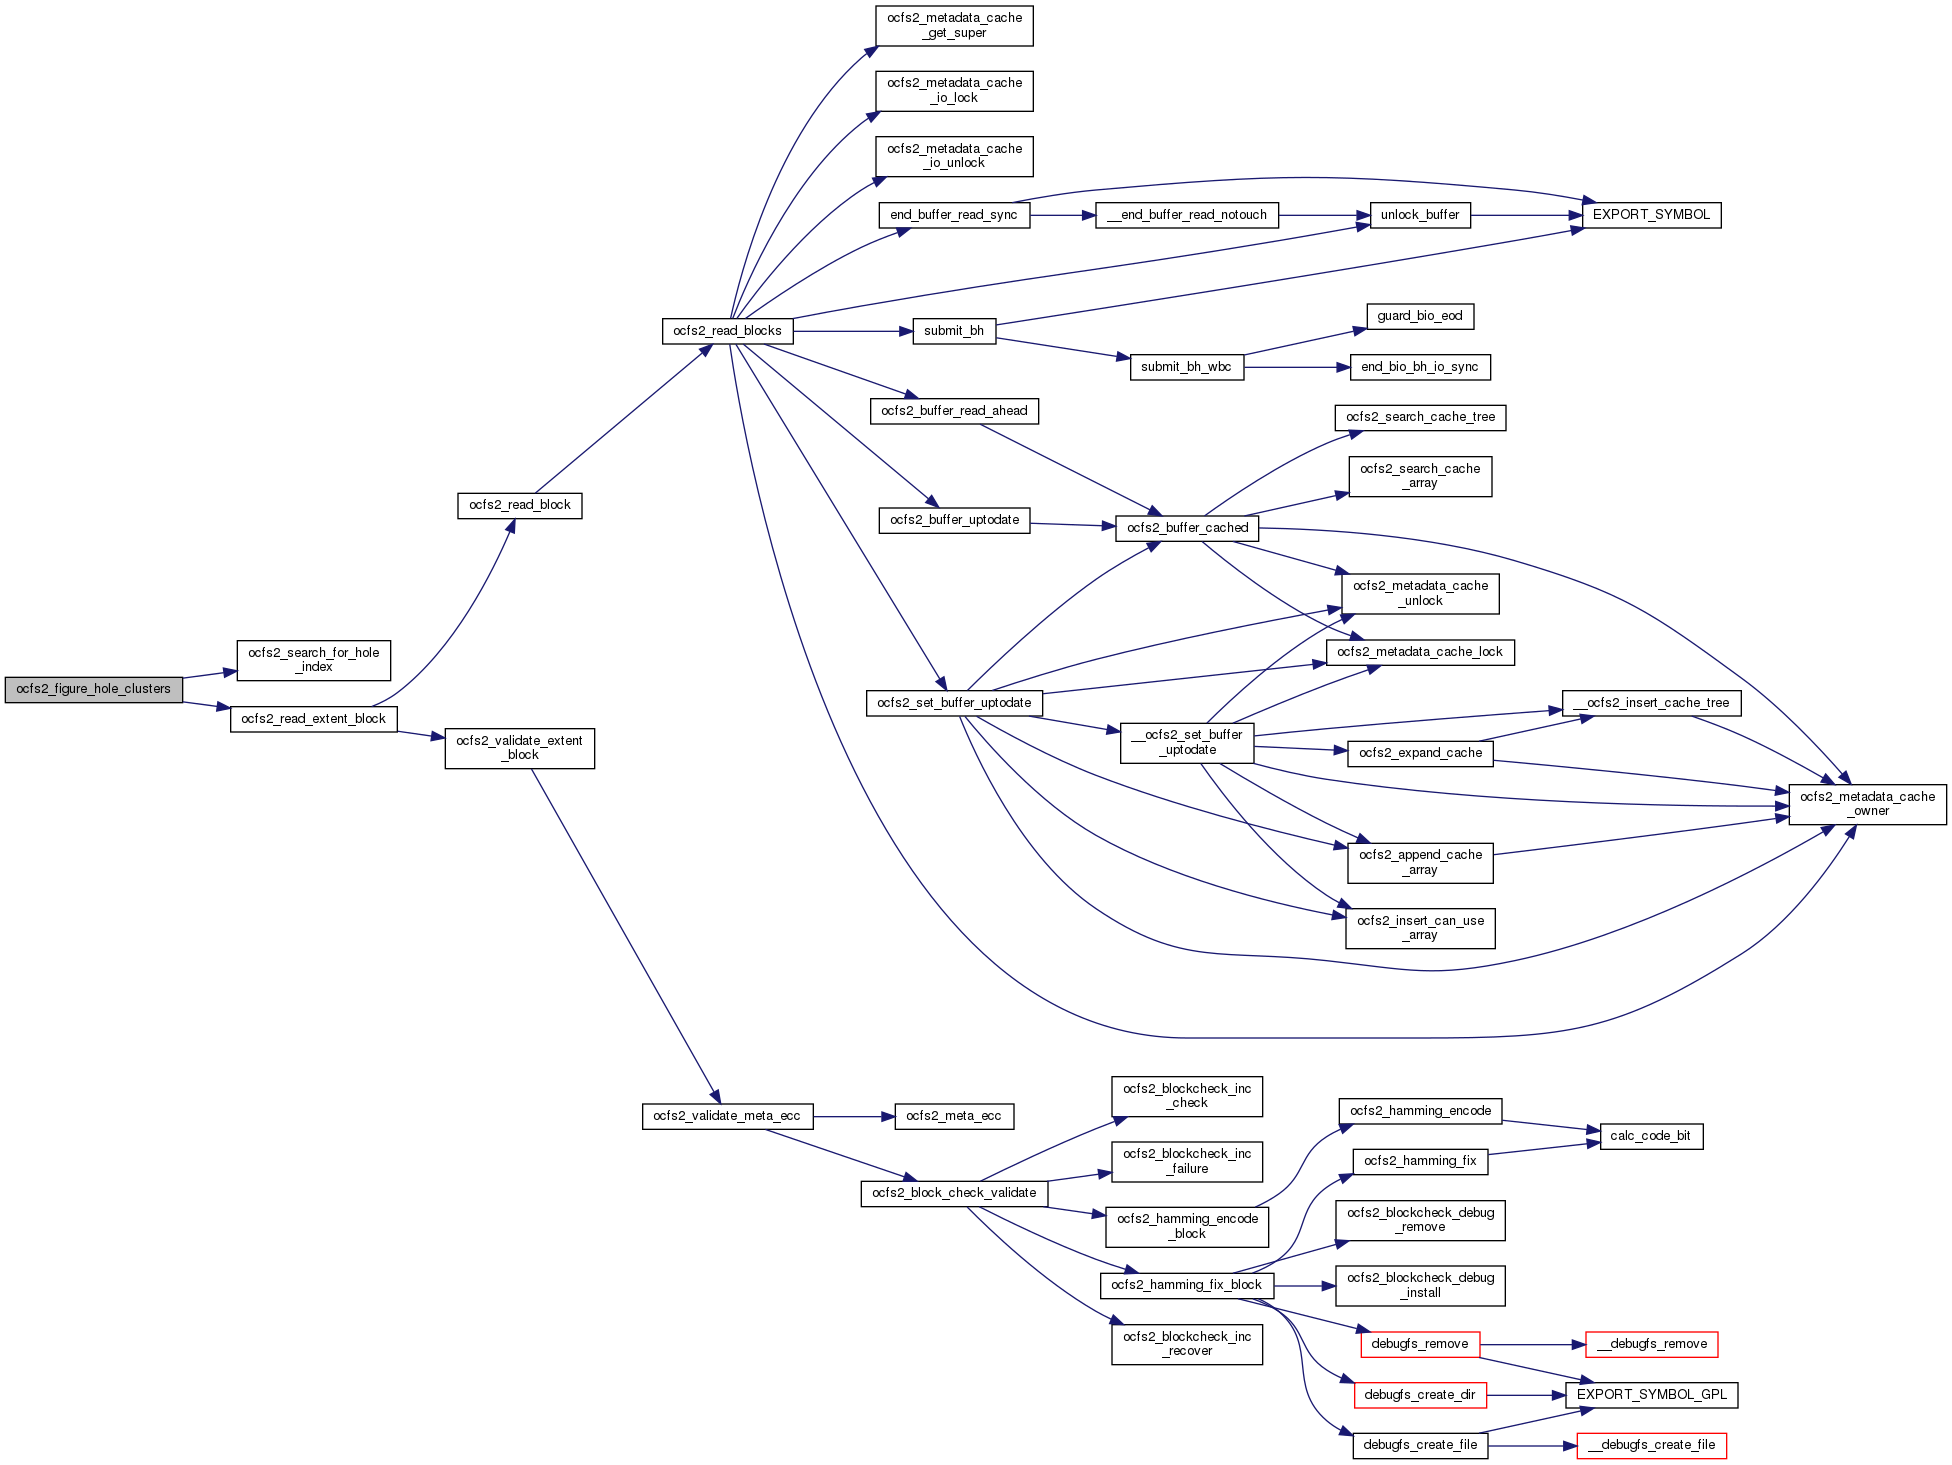 ocfs2_figure_hole_clusters
ocfs2_search_for_hole
_index
ocfs2_read_extent_block
ocfs2_read_block
ocfs2_validate_extent
_block
ocfs2_read_blocks
ocfs2_validate_meta_ecc
ocfs2_metadata_cache
_get_super
ocfs2_metadata_cache
_io_lock
ocfs2_metadata_cache
_io_unlock
end_buffer_read_sync
submit_bh
ocfs2_buffer_read_ahead
ocfs2_buffer_uptodate
ocfs2_set_buffer_uptodate
ocfs2_meta_ecc
ocfs2_block_check_validate
__end_buffer_read_notouch
submit_bh_wbc
ocfs2_buffer_cached
__ocfs2_set_buffer
_uptodate
ocfs2_blockcheck_inc
_check
ocfs2_blockcheck_inc
_failure
ocfs2_hamming_encode
_block
ocfs2_hamming_fix_block
ocfs2_blockcheck_inc
_recover
unlock_buffer
guard_bio_eod
end_bio_bh_io_sync
ocfs2_search_cache_tree
ocfs2_search_cache
_array
ocfs2_metadata_cache
_unlock
ocfs2_metadata_cache_lock
ocfs2_expand_cache
ocfs2_append_cache
_array
ocfs2_insert_can_use
_array
ocfs2_hamming_encode
ocfs2_hamming_fix
ocfs2_blockcheck_debug
_remove
ocfs2_blockcheck_debug
_install
debugfs_remove
debugfs_create_dir
debugfs_create_file
EXPORT_SYMBOL
__ocfs2_insert_cache_tree
calc_code_bit
__debugfs_remove
EXPORT_SYMBOL_GPL
__debugfs_create_file
ocfs2_metadata_cache
_owner